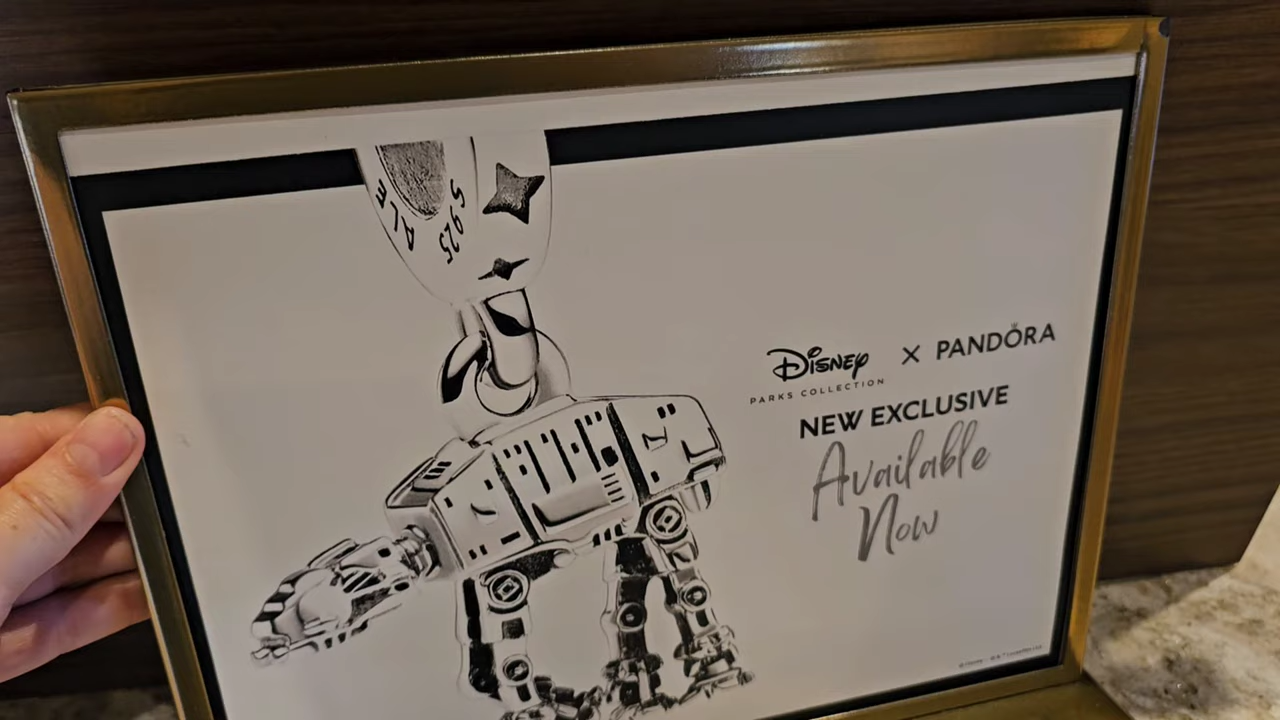 ALE
S925
Disney
PARKS COLLECTION
X PANDORA
NEW EXCLUSIVE
Available
Now